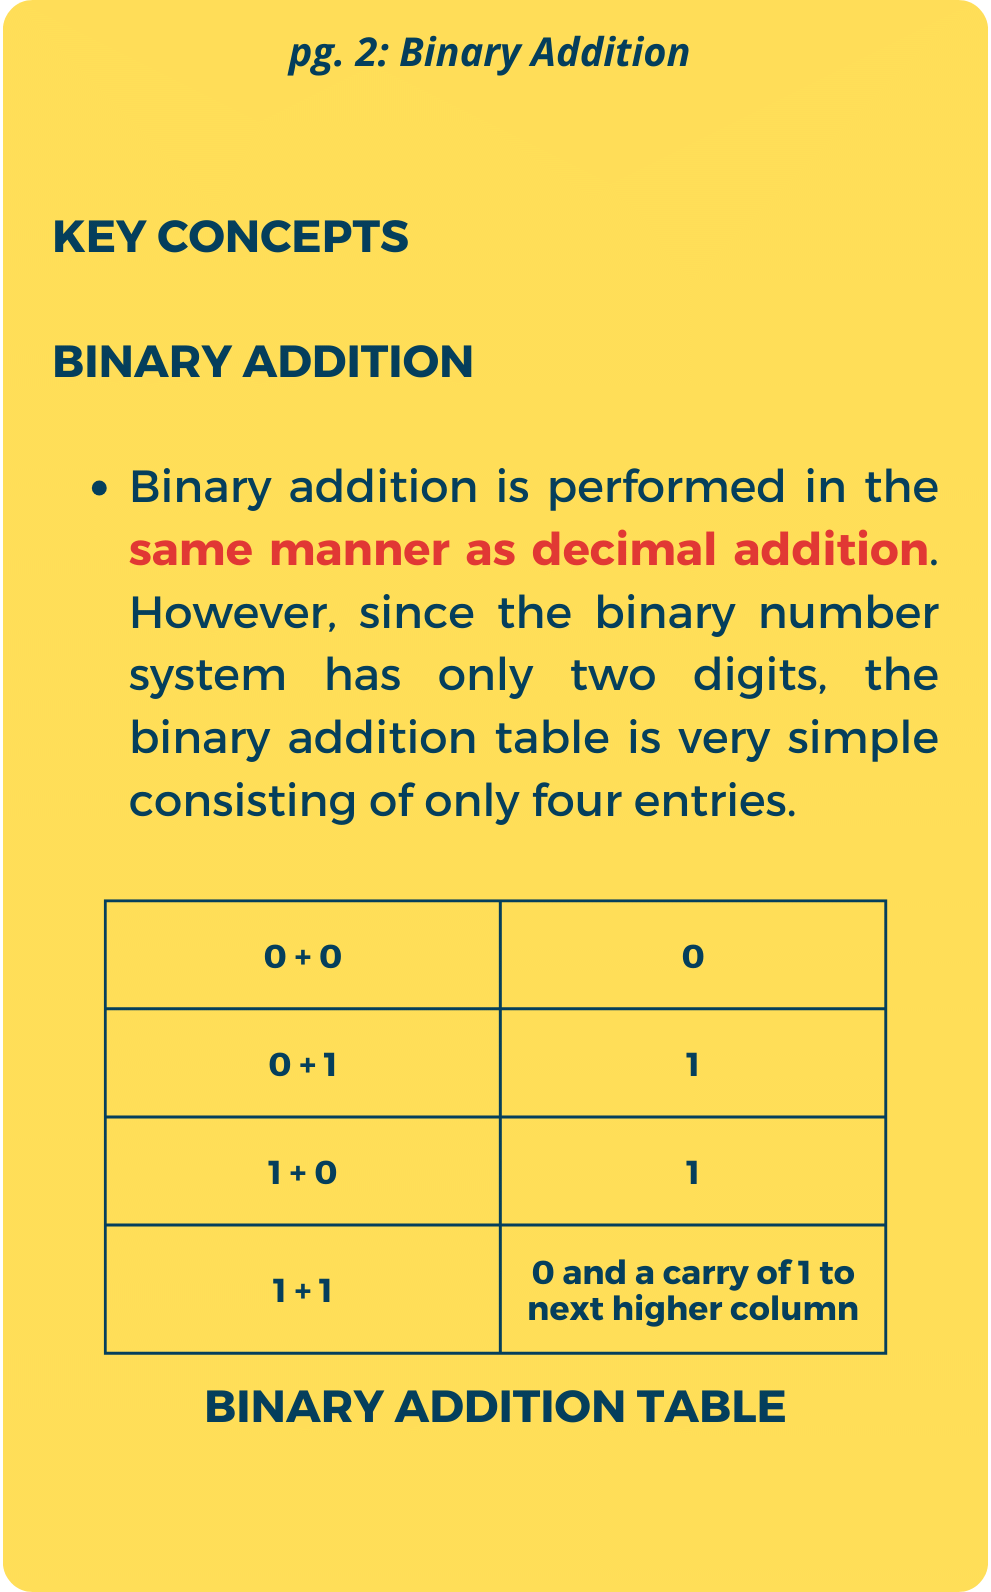 pg. 2: Binary Addition
KEY CONCEPTS
BINARY ADDITION
• Binary addition is performed in the
same manner as decimal addition.
However, since the binary number
system has only two digits, the
binary addition table is very simple
consisting of only four entries.
0 + 0 0
0 + 1 1
1 + 0 1
1 + 1 0 and a carry of 1 to
next higher column
BINARY ADDITION TABLE